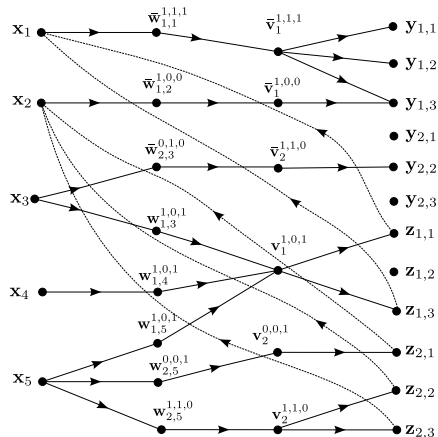 x₁ w̄₁,₁^{1,1,1} v̄₁^{1,1,1} y₁,₁
y₁,₂
x₂ w̄₁,₂^{1,0,0} v̄₁^{1,0,0} y₁,₃
y₂,₁
w̄₂,₃^{0,1,0} v̄₂^{1,1,0} y₂,₂
x₃ y₂,₃
w₁,₃^{1,0,1} z₁,₁
v₁^{1,0,1}
x₄ w₁,₄^{1,0,1} z₁,₂
w₁,₅^{1,0,1} z₁,₃
v₂^{0,0,1} z₂,₁
x₅ w₂,₅^{0,0,1} z₂,₂
w₂,₅^{1,1,0} v₂^{1,1,0} z₂.₃